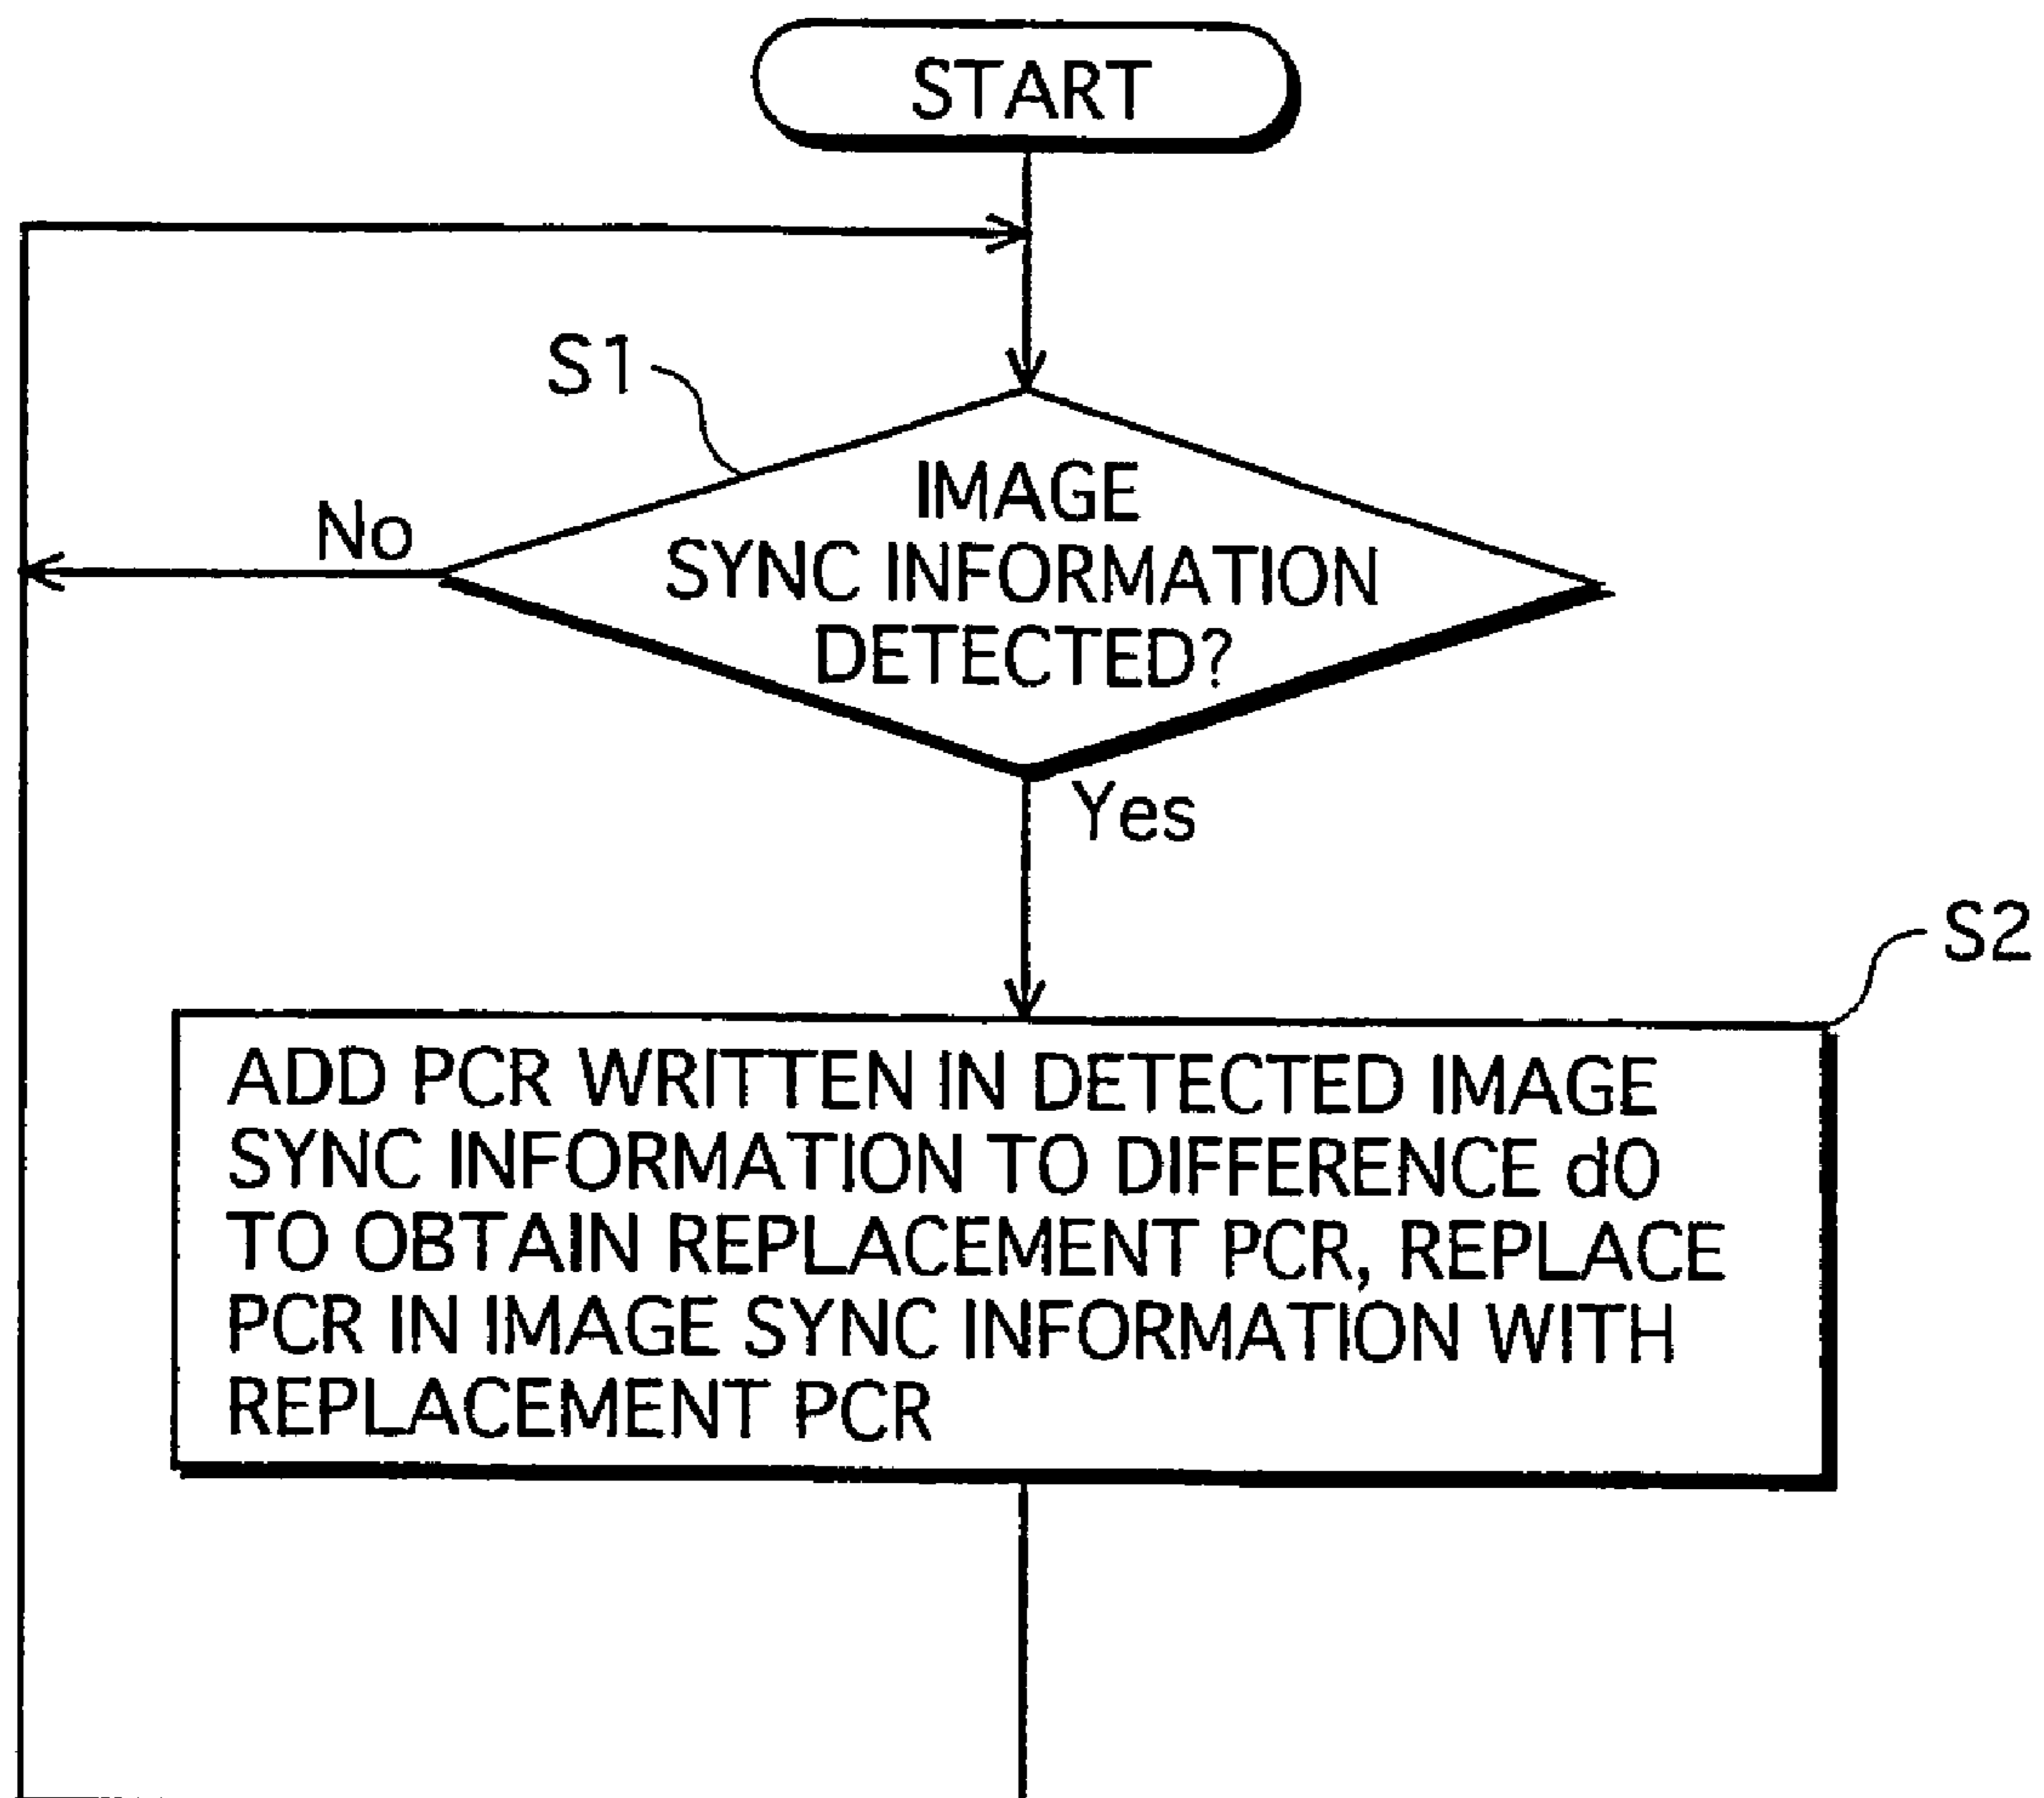 START
S1
No
IMAGE
SYNC INFORMATION
DETECTED?
Yes
S2
ADD PCR WRITTEN IN DETECTED IMAGE
SYNC INFORMATION TO DIFFERENCE d0
TO OBTAIN REPLACEMENT PCR, REPLACE
PCR IN IMAGE SYNC INFORMATION WITH
REPLACEMENT PCR